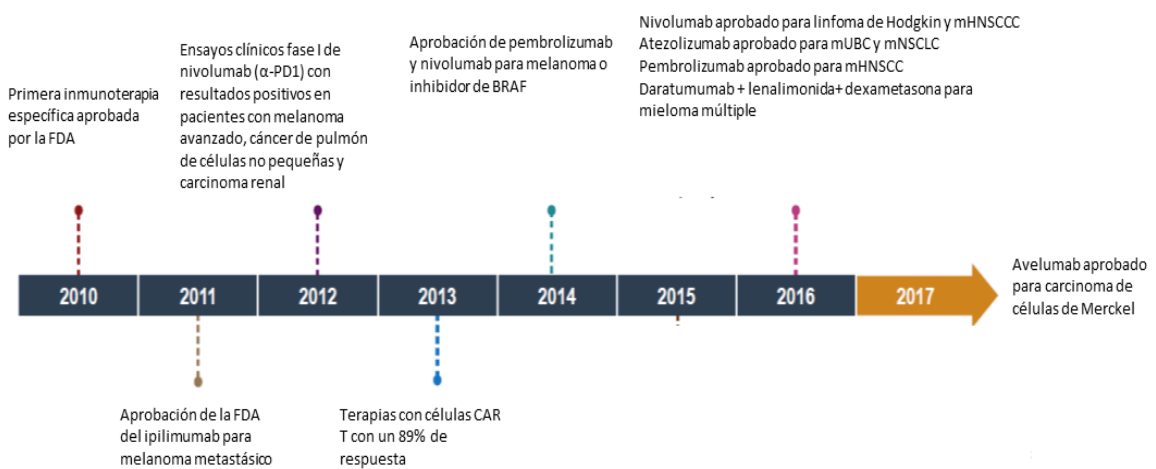 Primera inmunoterapia
específica aprobada
por la FDA
Ensayos clínicos fase I de
nivolumab (α-PD1) con
resultados positivos en
pacientes con melanoma
avanzado, cáncer de pulmón
de células no pequeñas y
carcinoma renal
Aprobación de pembrolizumab
y nivolumab para melanoma o
inhibidor de BRAF
Nivolumab aprobado para linfoma de Hodgkin y mHNSCCC
Atezolizumab aprobado para mUBC y mNSCLC
Pembrolizumab aprobado para mHNSCC
Daratumumab + lenalimonida+ dexametasona para
mieloma múltiple
2010
2011
2012
2013
2014
2015
2016
2017
Avelumab aprobado
para carcinoma de
células de Merckel
Aprobación de la FDA
del ipilimumab para
melanoma metastásico
Terapias con células CAR
T con un 89% de
respuesta